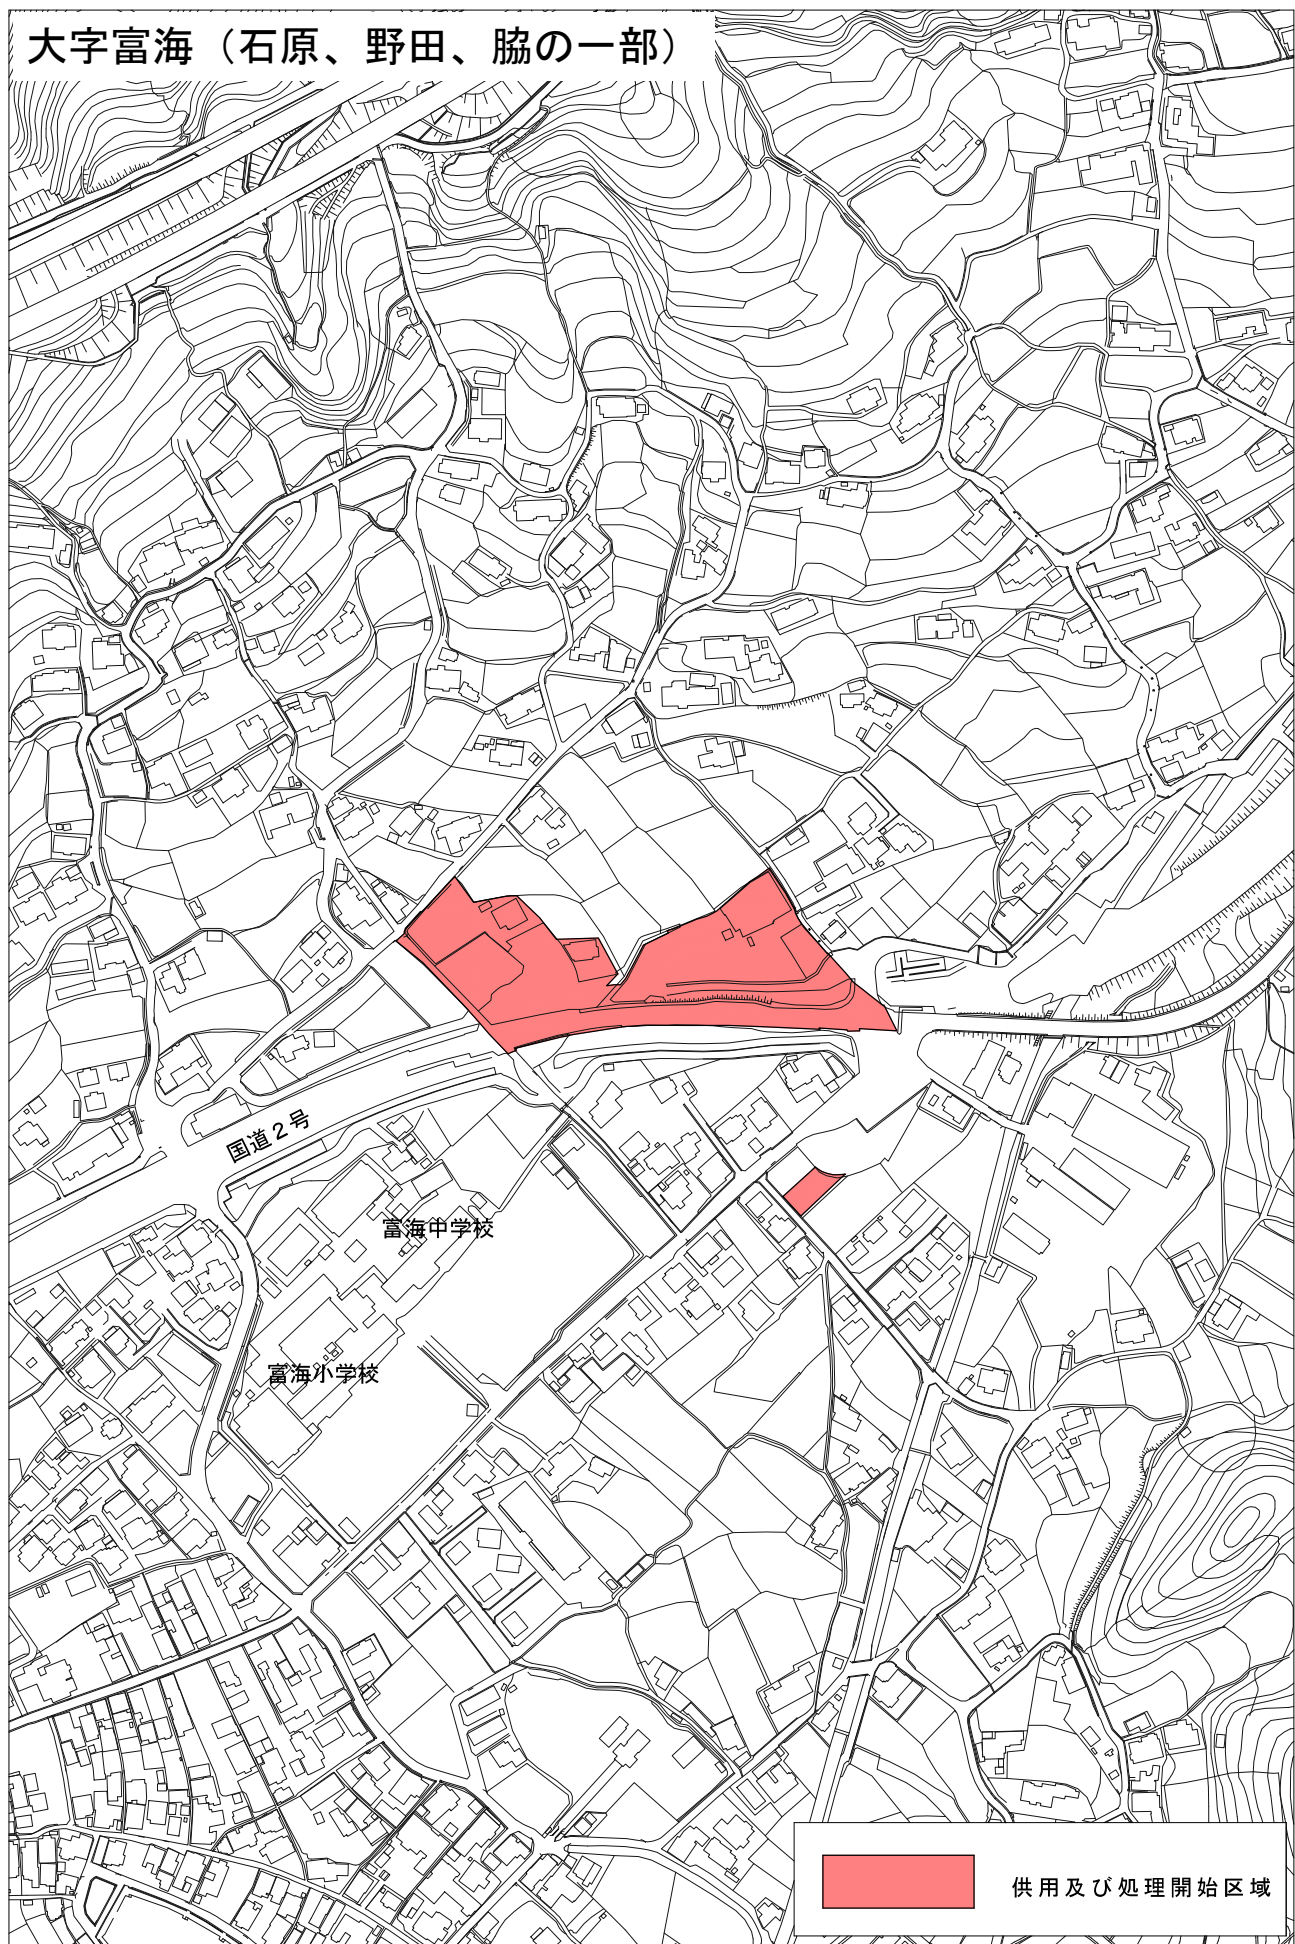 大字富海（石原、野田、脇の一部）
国道２号
富海中学校
富海小学校
供用及び処理開始区域